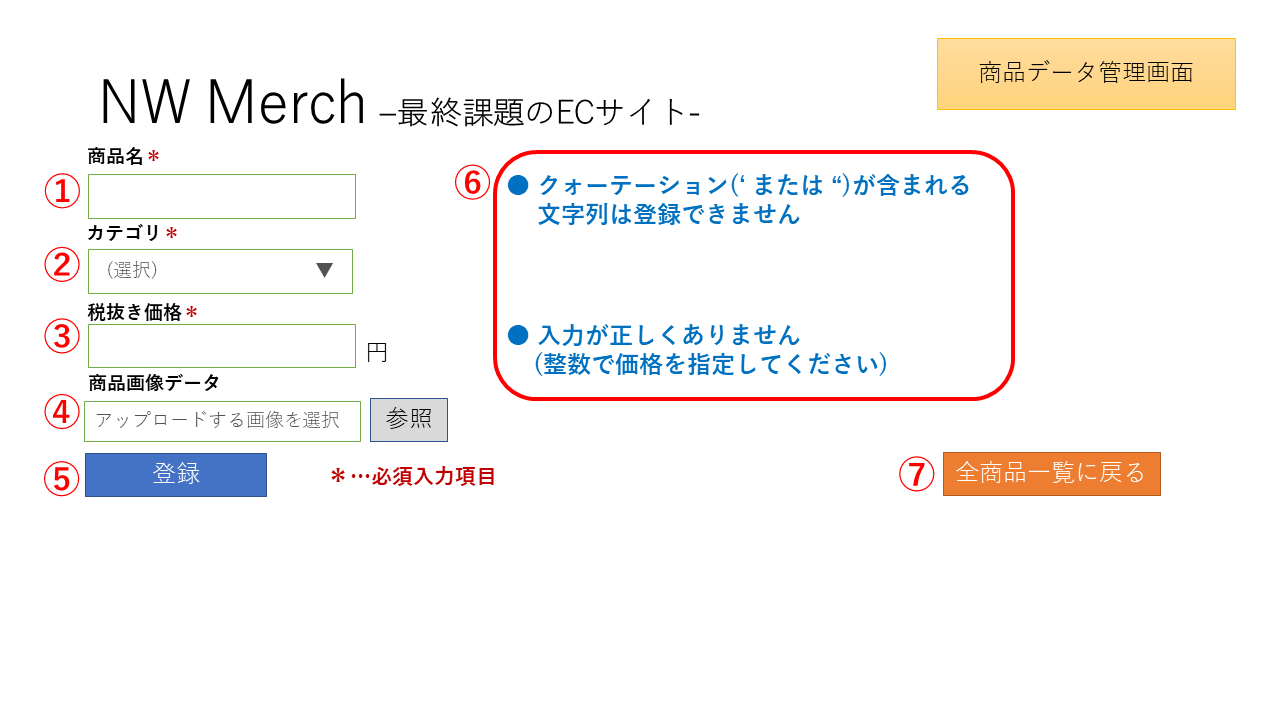 商品データ管理画面
NW Merch –最終課題のECサイト-
商品名＊
①
⑥
● クォーテーション(‘ または “)が含まれる
文字列は登録できません
カテゴリ＊
②
(選択) ▼
税抜き価格＊
③
円
● 入力が正しくありません
(整数で価格を指定してください)
商品画像データ
④
アップロードする画像を選択
参照
⑤
登録
＊…必須入力項目
⑦
全商品一覧に戻る